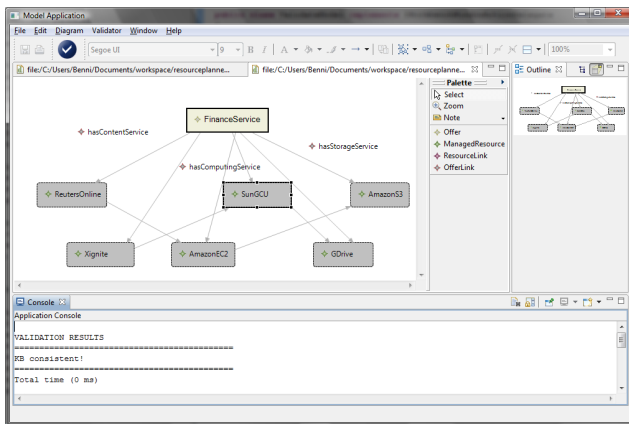 Model Application
File Edit Diagram Validator Window Help
Segoe UI 9 B I A 100%
file:/C:/Users/Benni/Documents/workspace/resourceplanne...
file:/C:/Users/Benni/Documents/workspace/resourceplanne...
Outline
Palette
Select
Zoom
Note
Offer
ManagedResource
ResourceLink
OfferLink
FinanceService
hasContentService
hasStorageService
hasComputingService
ReutersOnline
SunGCU
AmazonS3
Xignite
AmazonEC2
GDrive
Console
Application Console
VALIDATION RESULTS
============================================
KB consistent!
============================================
Total time (0 ms)